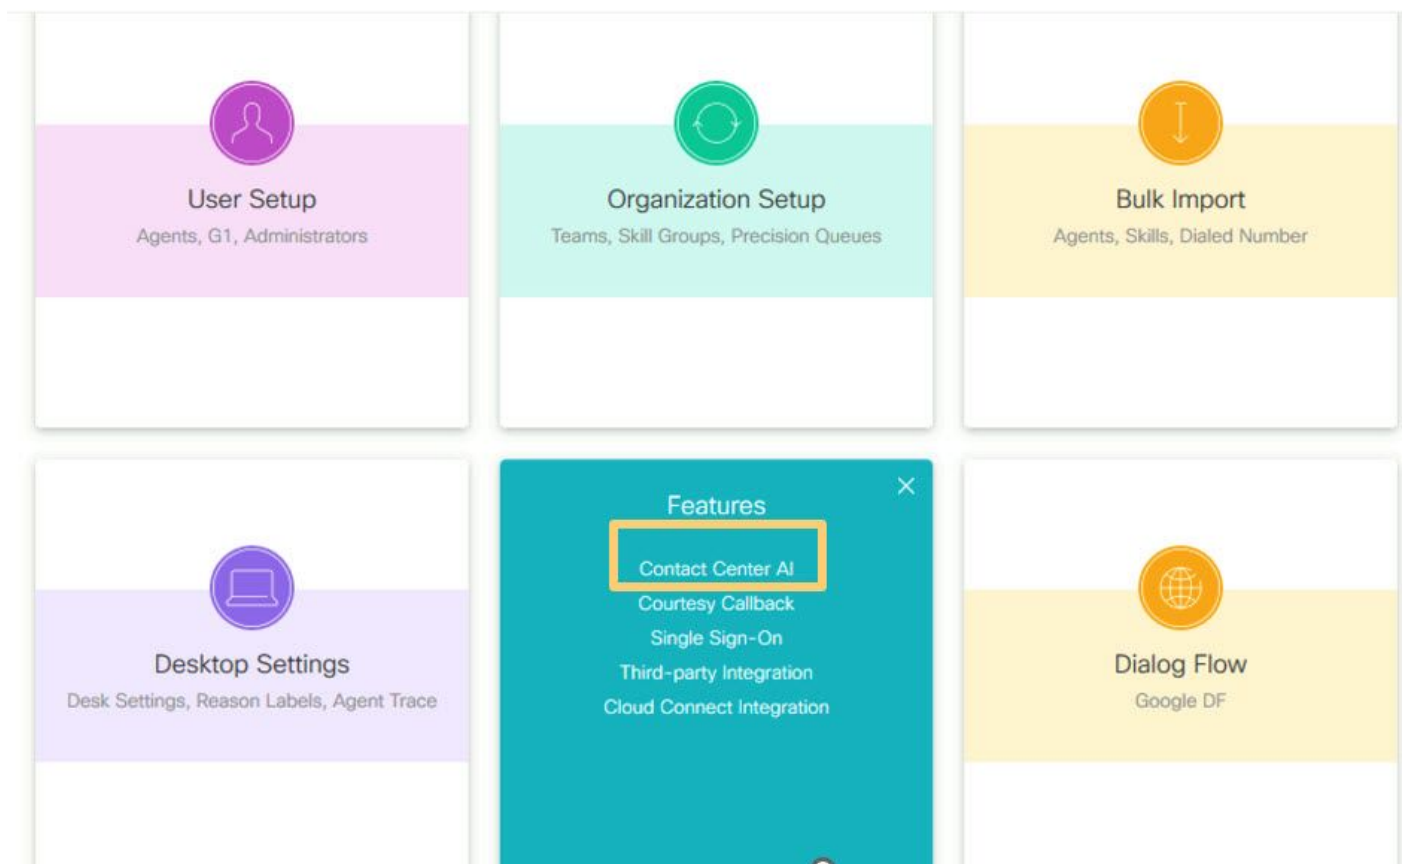 User Setup
Agents, G1, Administrators
Organization Setup
Teams, Skill Groups, Precision Queues
Bulk Import
Agents, Skills, Dialed Number
Desktop Settings
Desk Settings, Reason Labels, Agent Trace
Features
Contact Center AI
Courtesy Callback
Single Sign-On
Third-party Integration
Cloud Connect Integration
Dialog Flow
Google DF